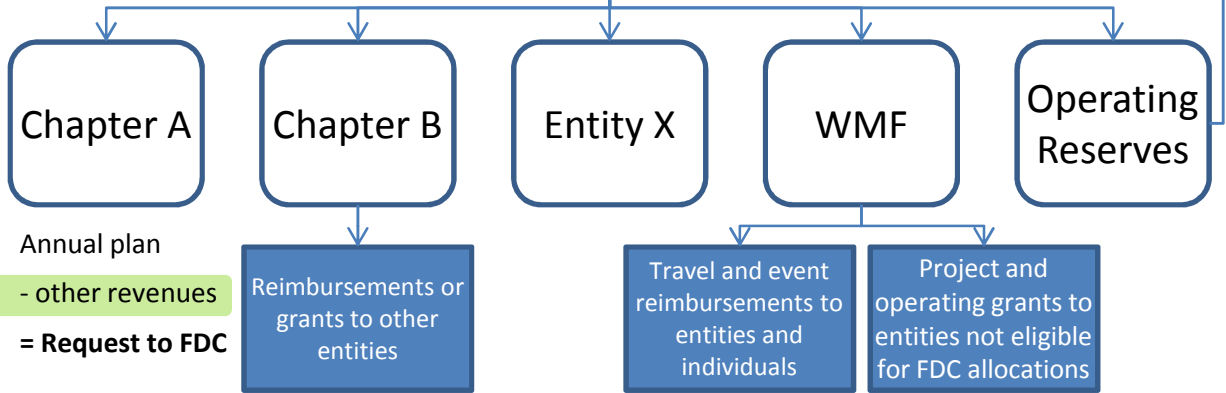 Chapter A
Chapter B
Entity X
WMF
Operating
Reserves
Annual plan
- other revenues
= Request to FDC
Reimbursements or
grants to other
entities
Travel and event
reimbursements to
entities and
individuals
Project and
operating grants to
entities not eligible
for FDC allocations